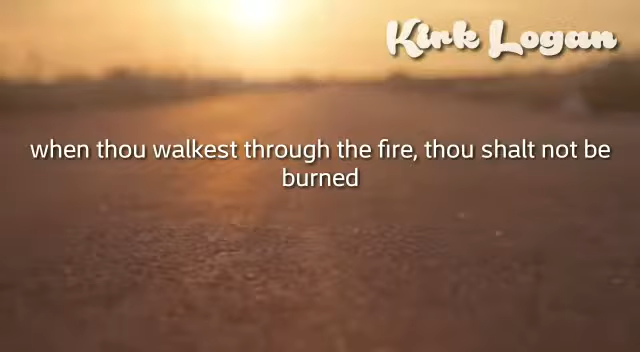 Kirk Logan
when thou walkest through the fire, thou shalt not be
burned